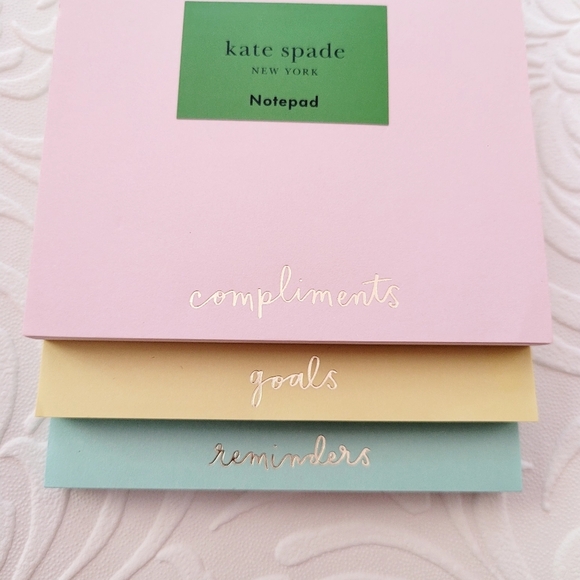 kate spade
NEW YORK
Notepad
compliments
goals
reminders